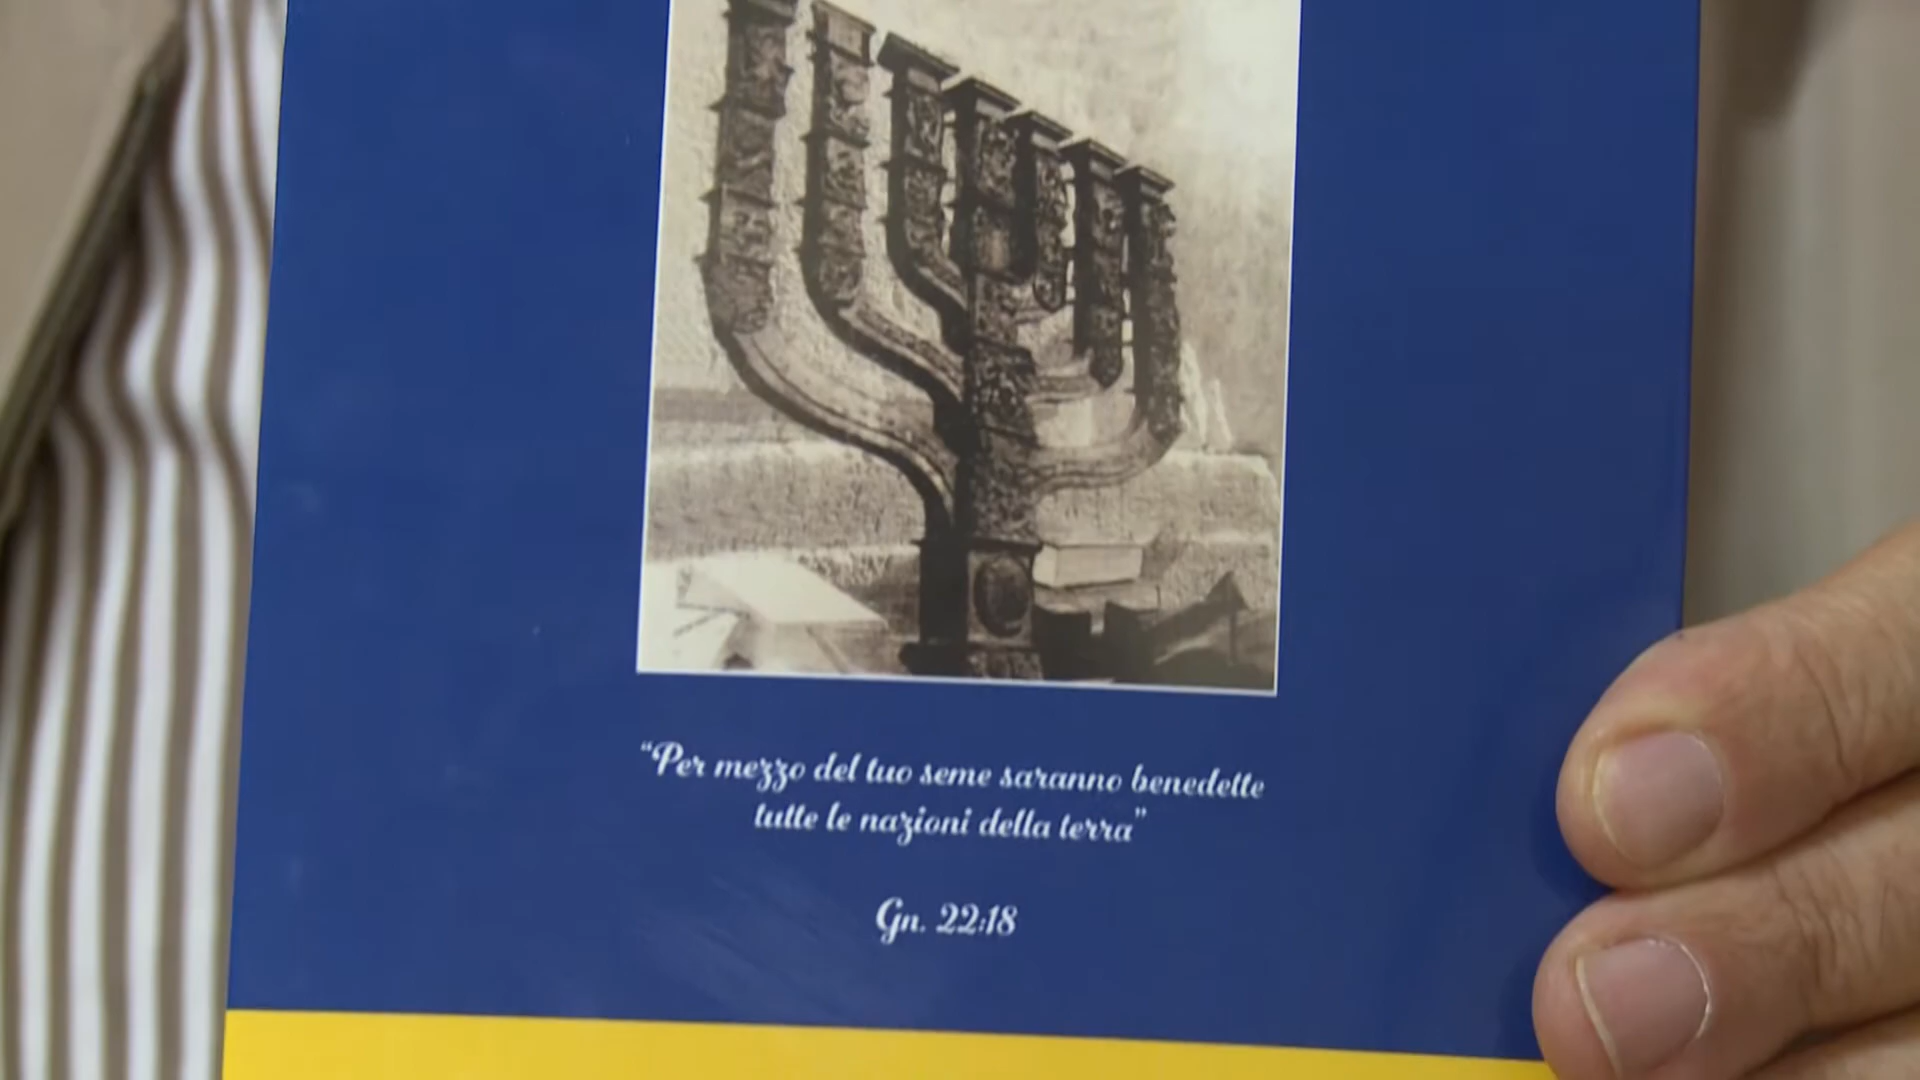 “Per mezzo del tuo seme saranno benedette
tutte le nazioni della terra”
Gn. 22:18